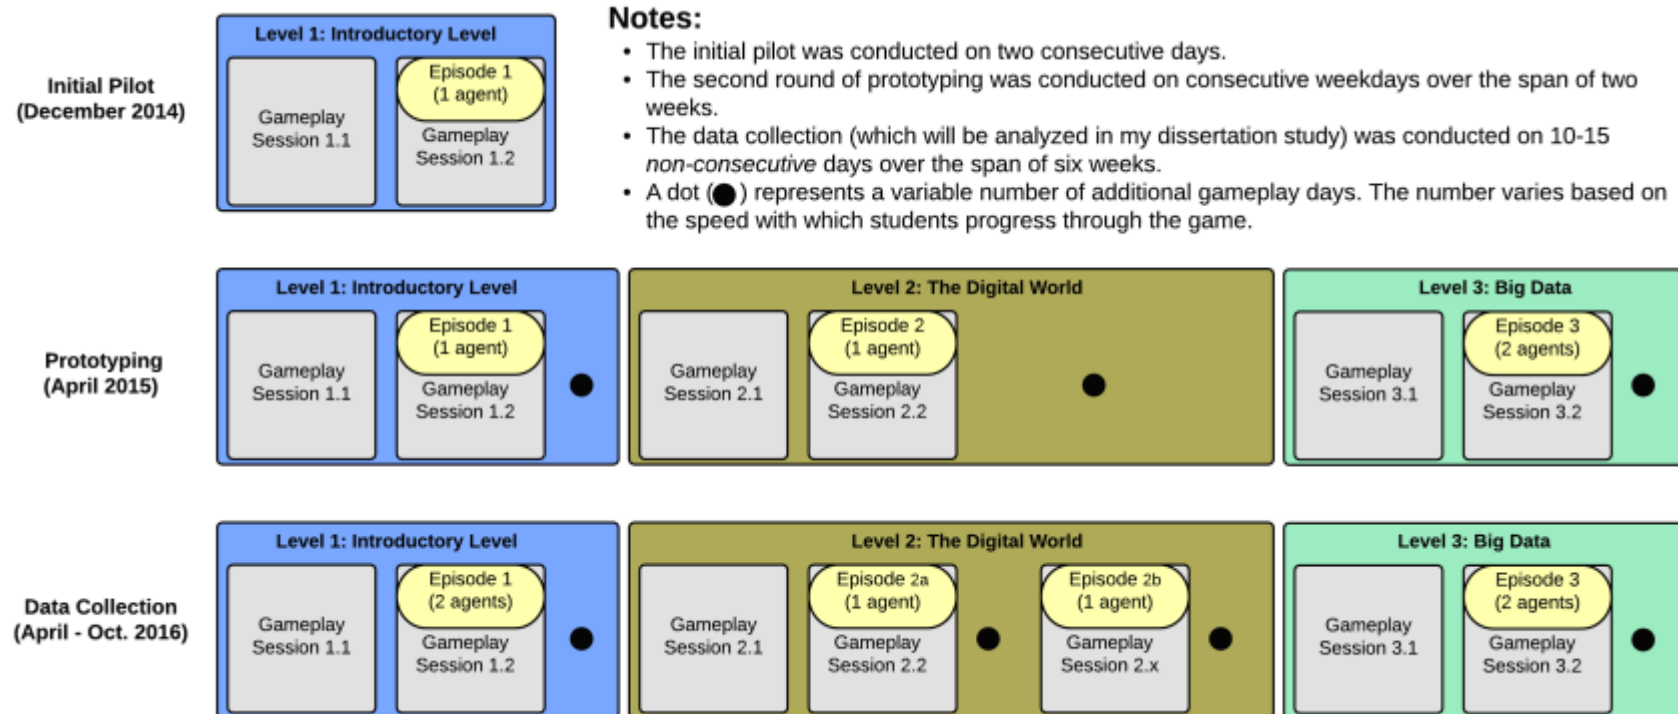 Notes:
• The initial pilot was conducted on two consecutive days.
• The second round of prototyping was conducted on consecutive weekdays over the span of two
weeks.
• The data collection (which will be analyzed in my dissertation study) was conducted on 10-15
non-consecutive days over the span of six weeks.
• A dot (●) represents a variable number of additional gameplay days. The number varies based on
the speed with which students progress through the game.
Initial Pilot
(December 2014)
Level 1: Introductory Level
Gameplay
Session 1.1
Episode 1
(1 agent)
Gameplay
Session 1.2
Prototyping
(April 2015)
Level 1: Introductory Level
Gameplay
Session 1.1
Episode 1
(1 agent)
Gameplay
Session 1.2
Level 2: The Digital World
Gameplay
Session 2.1
Episode 2
(1 agent)
Gameplay
Session 2.2
Level 3: Big Data
Gameplay
Session 3.1
Episode 3
(2 agents)
Gameplay
Session 3.2
Data Collection
(April - Oct. 2016)
Level 1: Introductory Level
Gameplay
Session 1.1
Episode 1
(2 agents)
Gameplay
Session 1.2
Level 2: The Digital World
Gameplay
Session 2.1
Episode 2a
(1 agent)
Gameplay
Session 2.2
Episode 2b
(1 agent)
Gameplay
Session 2.x
Level 3: Big Data
Gameplay
Session 3.1
Episode 3
(2 agents)
Gameplay
Session 3.2